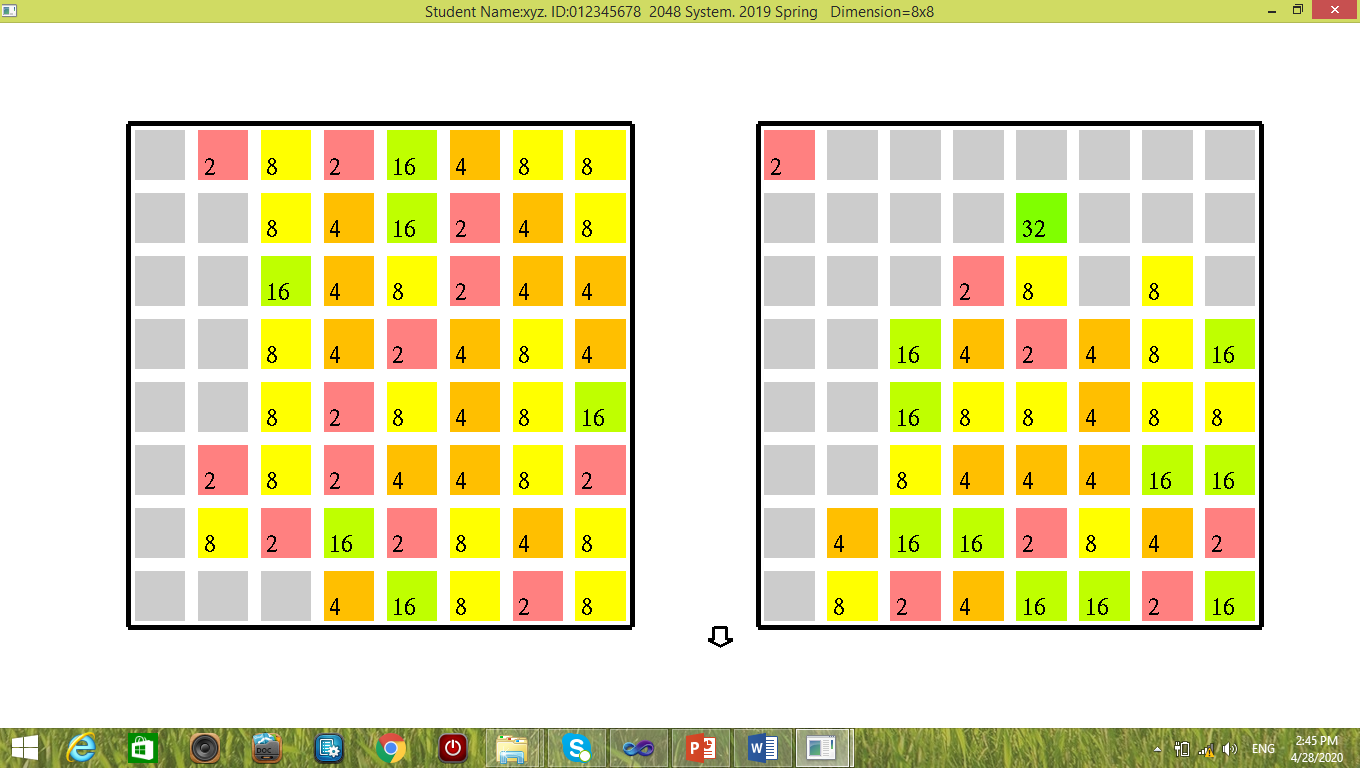 Student Name:xyz. ID:012345678 2048 System. 2019 Spring Dimension=8x8
2 8 2 16 4 8 8 2
8 4 16 2 4 8 32
16 4 8 2 4 4 2 8 8
8 4 2 4 8 4 16 4 2 4 8 16
8 2 8 4 8 16 16 8 8 4 8 8
2 8 2 4 4 8 2 8 4 4 4 16 16
8 2 16 2 8 4 8 4 16 16 2 8 4 2
4 16 8 2 8 8 2 4 16 16 2 16
DOC
ENG
2:45 PM
4/28/2020